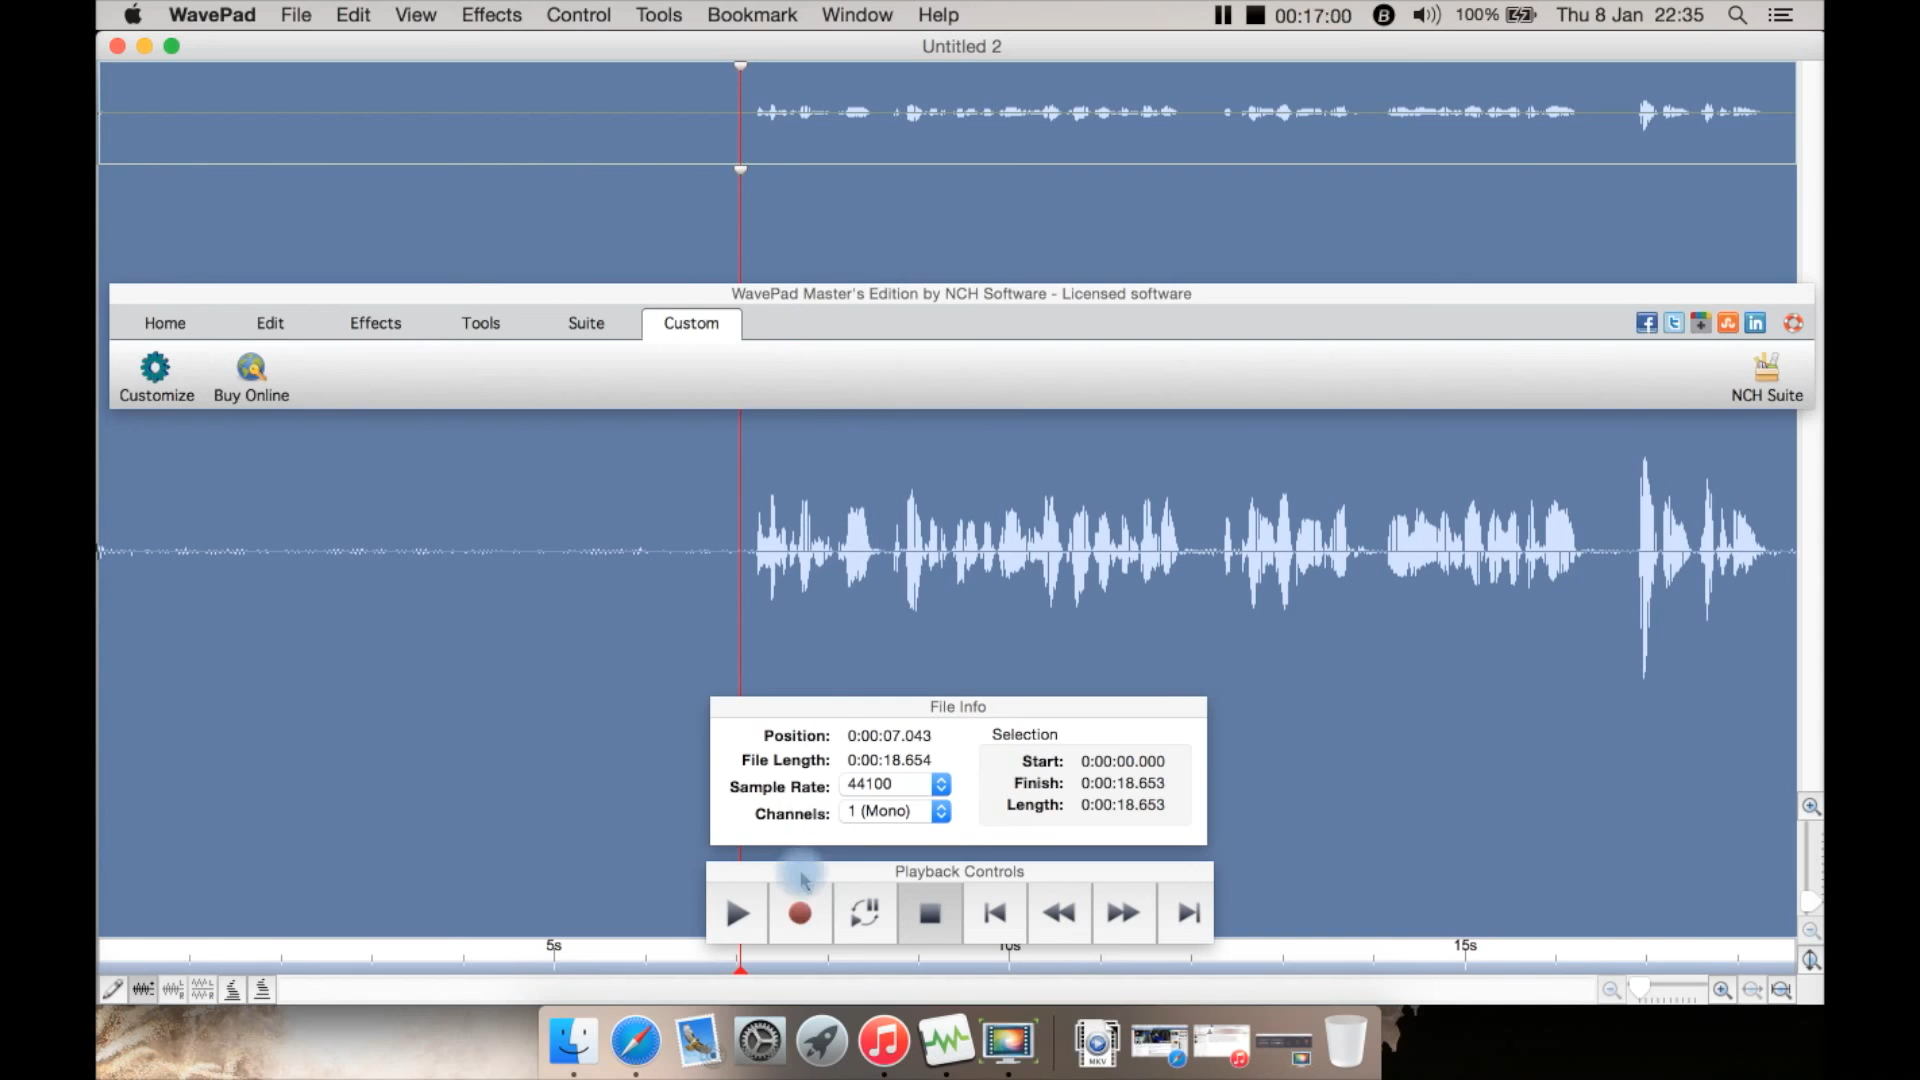 WavePad File Edit View Effects Control Tools Bookmark Window Help 00:17:00 B 100% Thu 8 Jan 22:35
Untitled 2
WavePad Master's Edition by NCH Software - Licensed software
Home Edit Effects Tools Suite Custom
Customize Buy Online NCH Suite
File Info
Position: 0:00:07.043
File Length: 0:00:18.654
Sample Rate: 44100
Channels: 1 (Mono)
Selection
Start: 0:00:00.000
Finish: 0:00:18.653
Length: 0:00:18.653
Playback Controls
5s 10s 15s
MKV